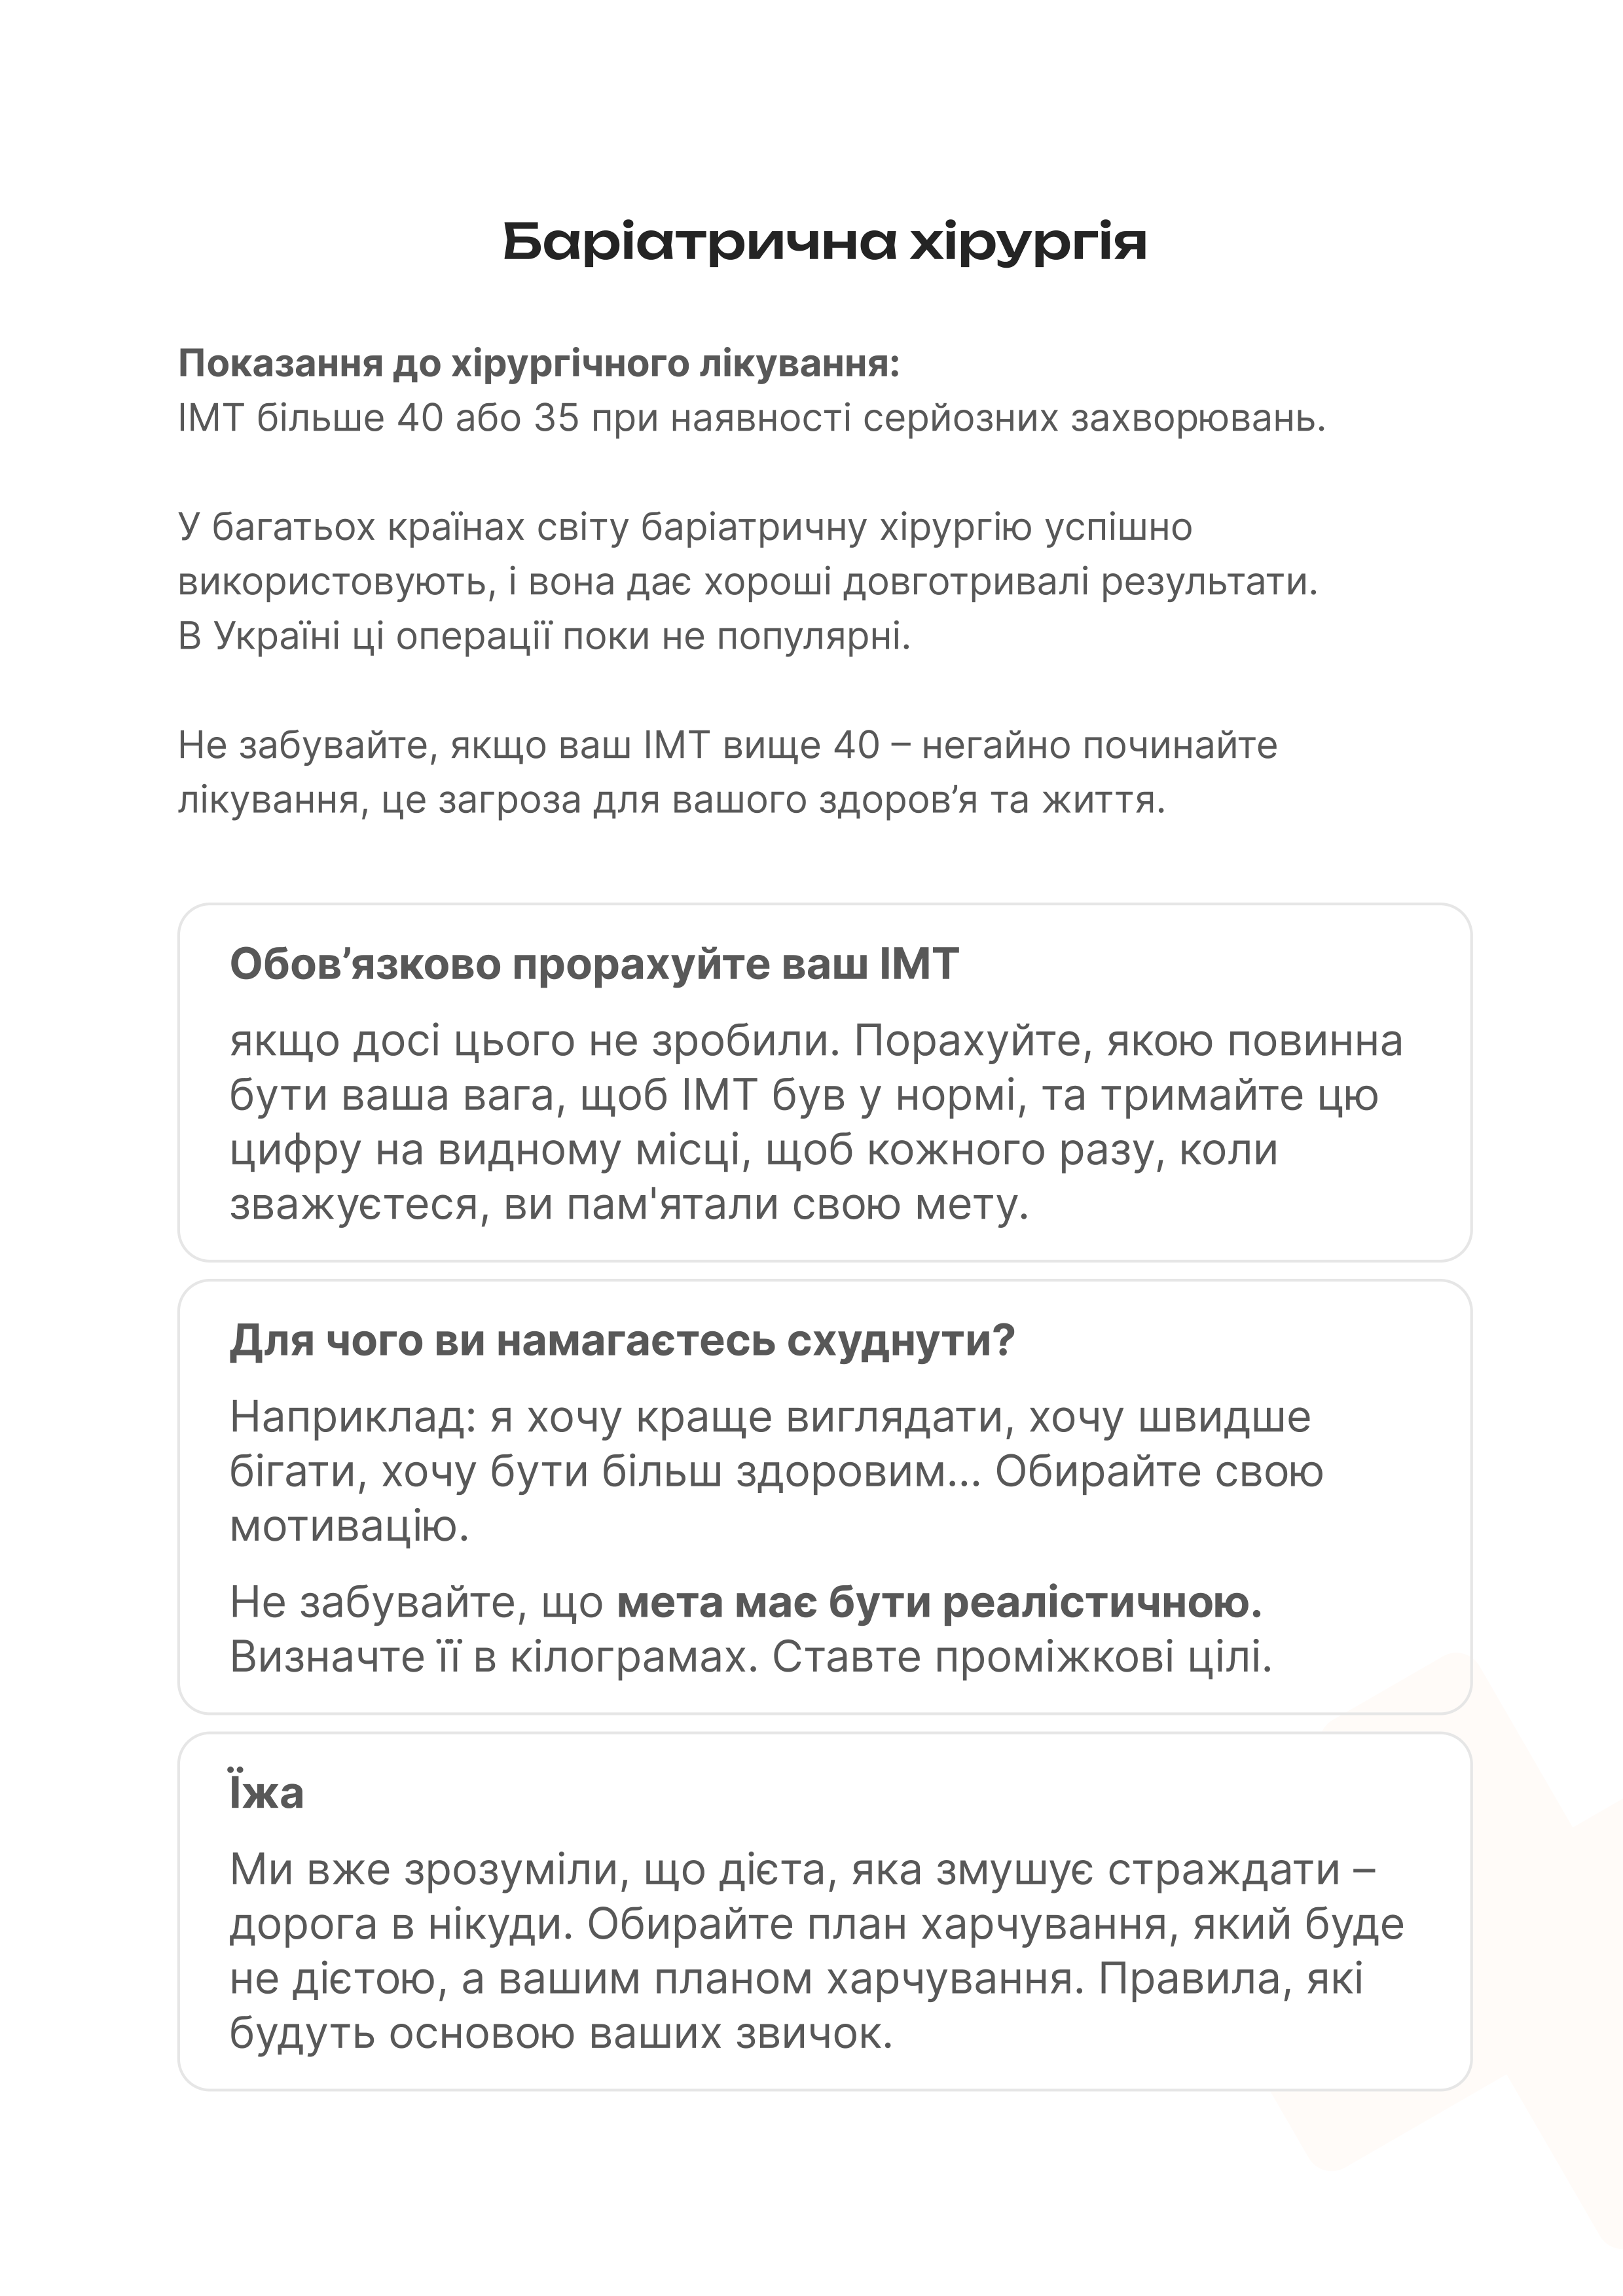 Баріатрична хірургія
Показання до хірургічного лікування:
ІМТ більше 40 або 35 при наявності серйозних захворювань.
У багатьох країнах світу баріатричну хірургію успішно
використовують, і вона дає хороші довготривалі результати.
В Україні ці операції поки не популярні.
Не забувайте, якщо ваш ІМТ вище 40 – негайно починайте
лікування, це загроза для вашого здоров’я та життя.
Обов’язково прорахуйте ваш ІМТ
якщо досі цього не зробили. Порахуйте, якою повинна
бути ваша вага, щоб ІМТ був у нормі, та тримайте цю
цифру на видному місці, щоб кожного разу, коли
зважуєтеся, ви пам'ятали свою мету.
Для чого ви намагаєтесь схуднути?
Наприклад: я хочу краще виглядати, хочу швидше
бігати, хочу бути більш здоровим... Обирайте свою
мотивацію.
Не забувайте, що мета має бути реалістичною.
Визначте її в кілограмах. Ставте проміжкові цілі.
Їжа
Ми вже зрозуміли, що дієта, яка змушує страждати –
дорога в нікуди. Обирайте план харчування, який буде
не дієтою, а вашим планом харчування. Правила, які
будуть основою ваших звичок.